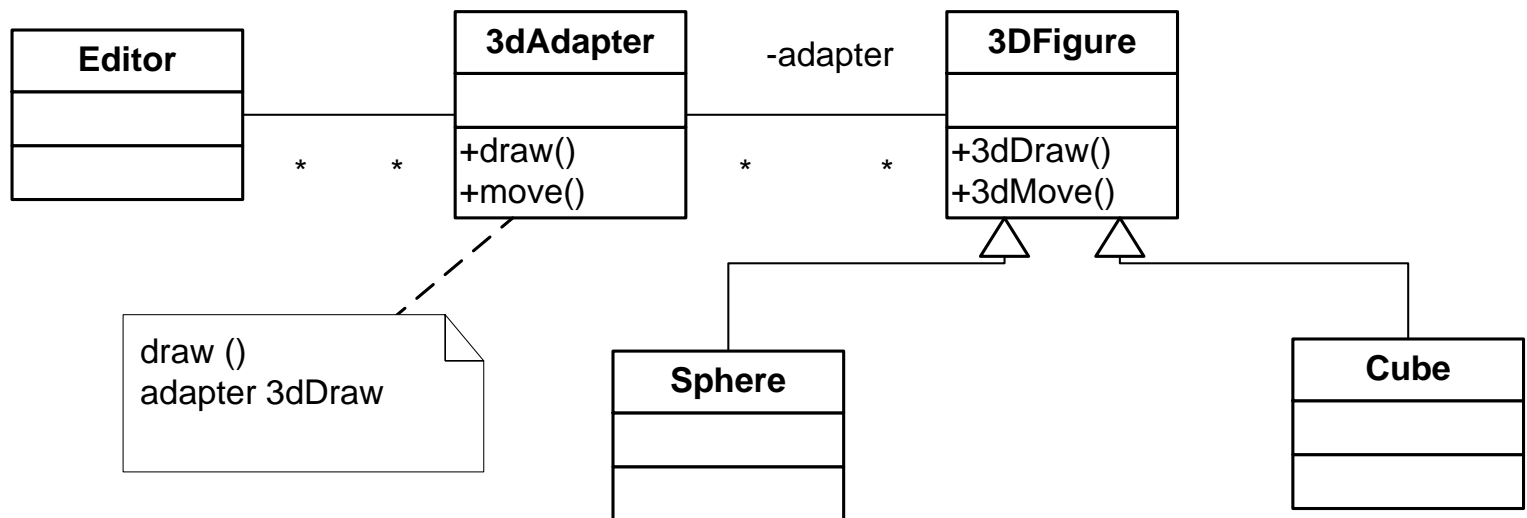 Editor
3dAdapter
-adapter
3DFigure
+draw()
+move()
* *
* *
+3dDraw()
+3dMove()
draw ()
adapter 3dDraw
Sphere
Cube